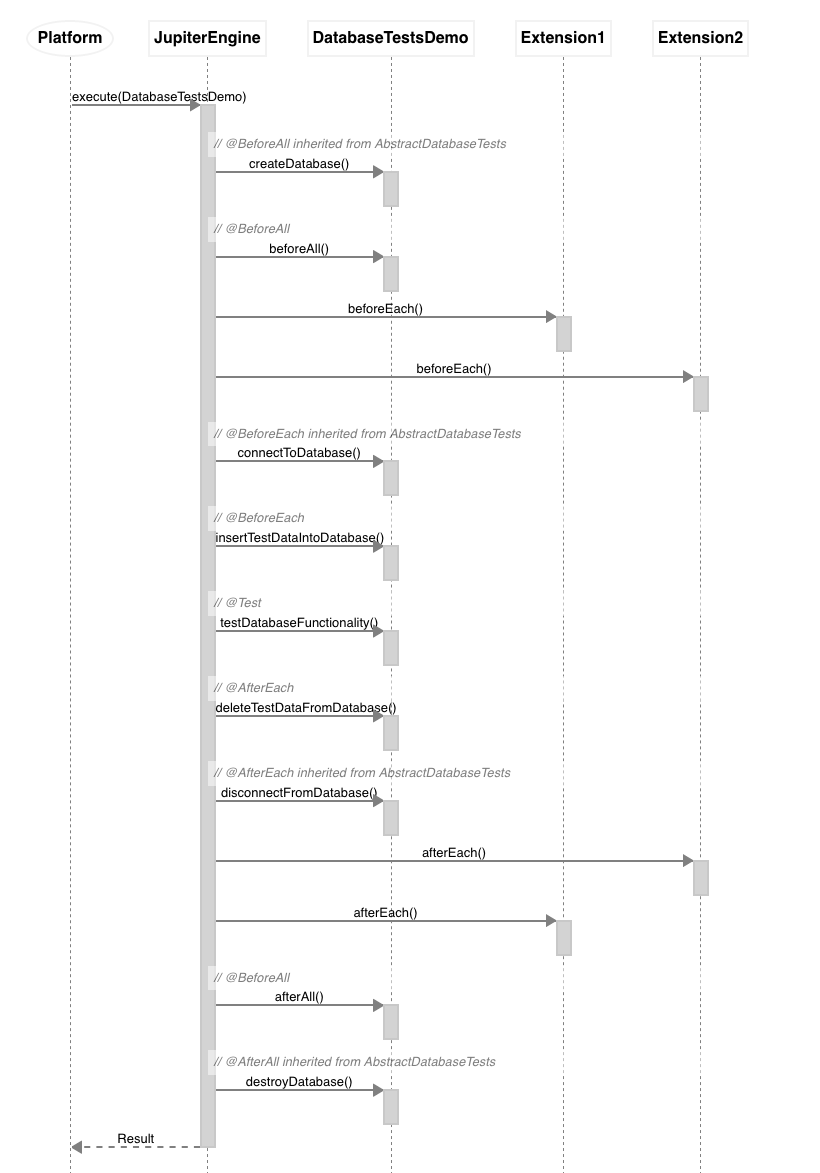 Platform JupiterEngine DatabaseTestsDemo Extension1 Extension2
execute(DatabaseTestsDemo)
// @BeforeAll inherited from AbstractDatabaseTests
createDatabase()
// @BeforeAll
beforeAll()
beforeEach()
beforeEach()
// @BeforeEach inherited from AbstractDatabaseTests
connectToDatabase()
// @BeforeEach
insertTestDataIntoDatabase()
// @Test
testDatabaseFunctionality()
// @AfterEach
deleteTestDataFromDatabase()
// @AfterEach inherited from AbstractDatabaseTests
disconnectFromDatabase()
afterEach()
afterEach()
// @BeforeAll
afterAll()
// @AfterAll inherited from AbstractDatabaseTests
destroyDatabase()
Result